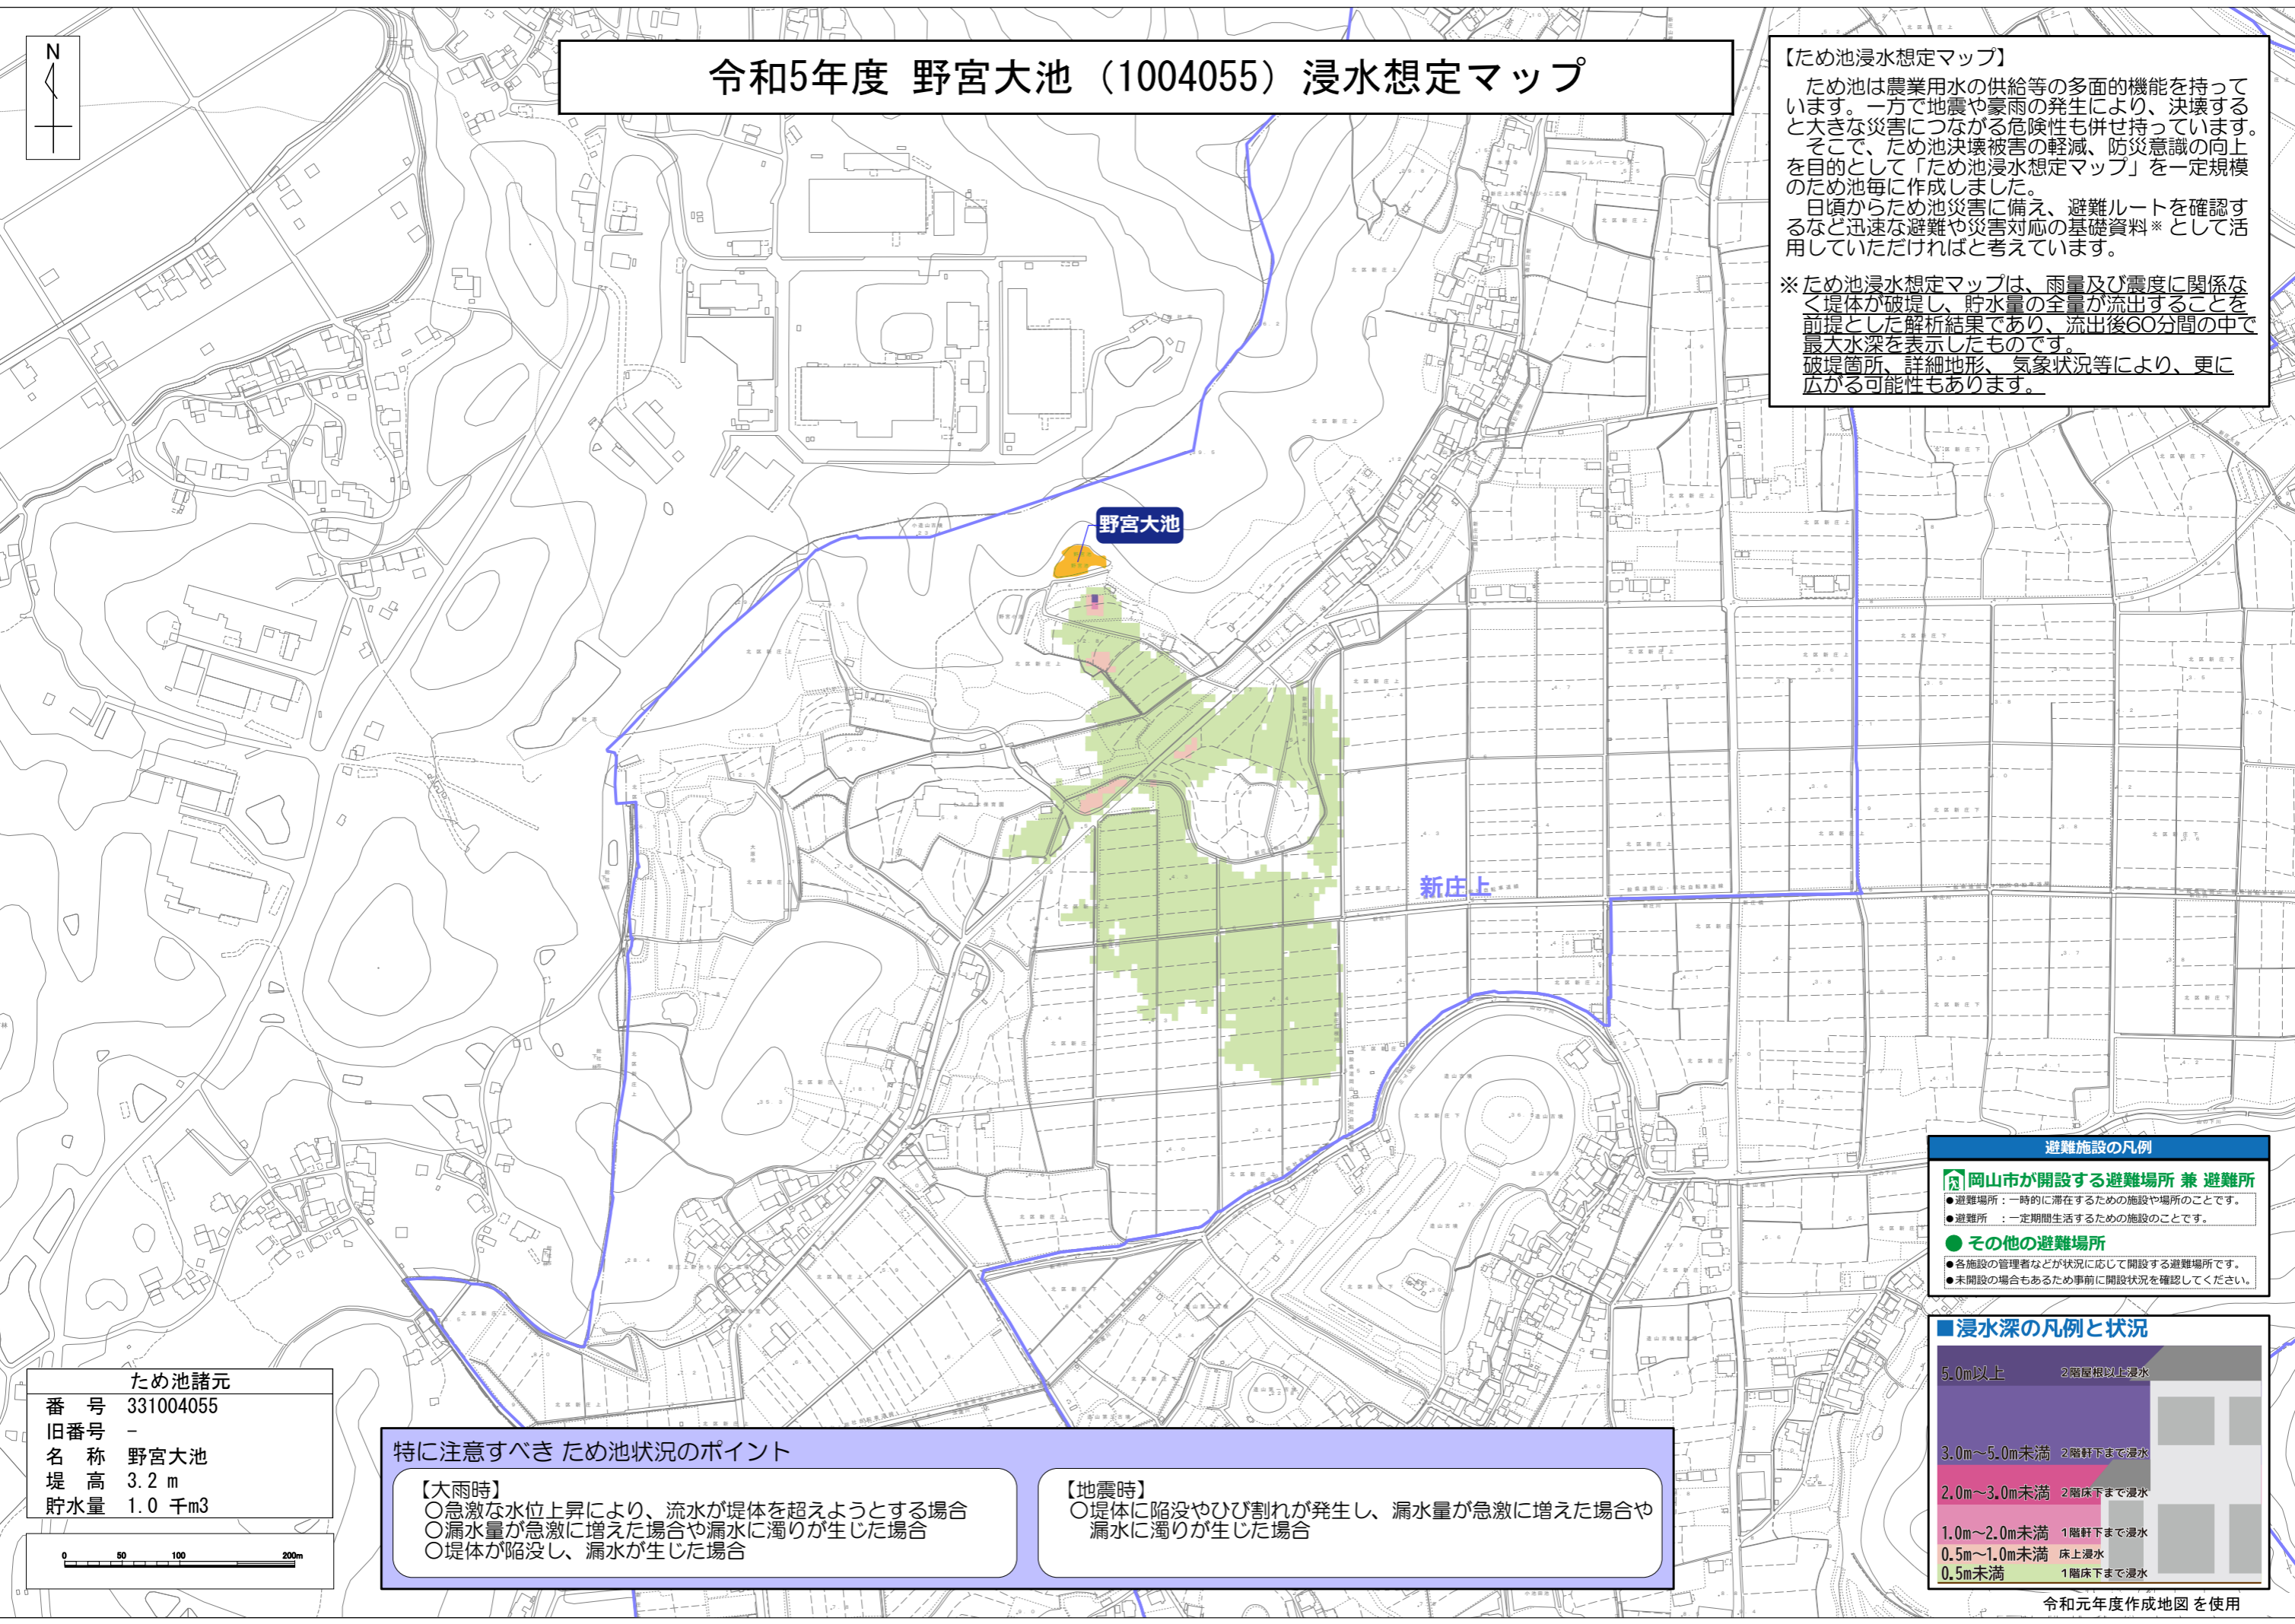 令和5年度 野宮大池（1004055）浸水想定マップ
N
【ため池浸水想定マップ】
ため池は農業用水の供給等の多面的機能を持って
います。一方で地震や豪雨の発生により、決壊する
と大きな災害につながる危険性も併せ持っています。
そこで、ため池決壊被害の軽減、防災意識の向上
を目的として「ため池浸水想定マップ」を一定規模
のため池毎に作成しました。
日頃からため池災害に備え、避難ルートを確認す
るなど迅速な避難や災害対応の基礎資料※として活
用していただければと考えています。
※ため池浸水想定マップは、雨量及び震度に関係な
く堤体が破堤し、貯水量の全量が流出することを
前提とした解析結果であり、流出後60分間の中で
最大水深を表示したものです。
破堤箇所、詳細地形、気象状況等により、更に
広がる可能性もあります。
野宮大池
新庄上
避難施設の凡例
岡山市が開設する避難場所 兼 避難所
●避難場所：一時的に滞在するための施設や場所のことです。
●避難所　：一定期間生活するための施設のことです。
● その他の避難場所
●各施設の管理者などが状況に応じて開設する避難場所です。
●未開設の場合もあるため事前に開設状況を確認してください。
■浸水深の凡例と状況
5.0m以上 2階屋根以上浸水
3.0m～5.0m未満 2階軒下まで浸水
2.0m～3.0m未満 2階床下まで浸水
1.0m～2.0m未満 1階軒下まで浸水
0.5m～1.0m未満 床上浸水
0.5m未満 1階床下まで浸水
令和元年度作成地図を使用
ため池諸元
番　号 331004055
旧番号 -
名　称 野宮大池
堤　高 3.2 m
貯水量 1.0 千m3
0 50 100 200m
特に注意すべき ため池状況のポイント
【大雨時】
○急激な水位上昇により、流水が堤体を超えようとする場合
○漏水量が急激に増えた場合や漏水に濁りが生じた場合
○堤体が陥没し、漏水が生じた場合
【地震時】
○堤体に陥没やひび割れが発生し、漏水量が急激に増えた場合や
漏水に濁りが生じた場合